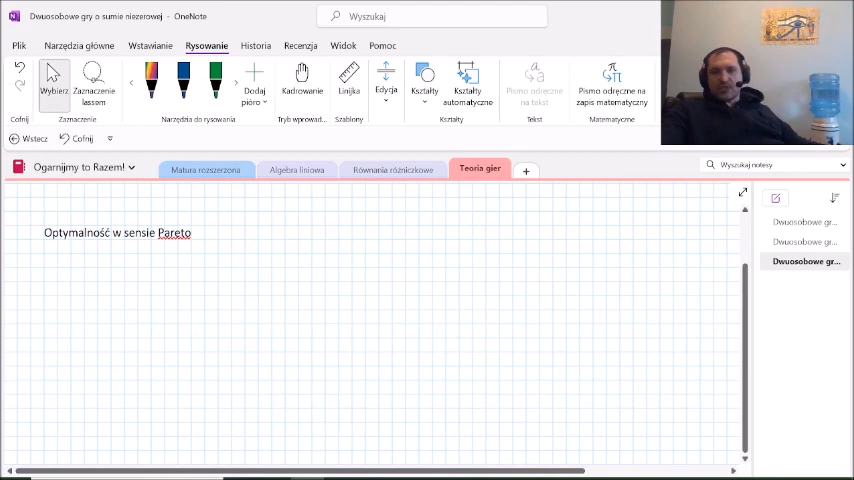 Dwuosobowe gry o sumie niezerowej - OneNote
Wyszukaj
Plik
Narzędzia główne
Wstawianie
Rysowanie
Historia
Recenzja
Widok
Pomoc
Wybierz
Zaznaczenie lassem
Dodaj pióro
Kadrowanie
Linijka
Edycja
Kształty
Kształty automatyczne
Pismo odręczne na tekst
Pismo odręczne na zapis matematyczny
Cofnij
Zaznaczenie
Narzędzia do rysowania
Tryb wprowad...
Szablony
Kształty
Tekst
Matematyczne
Wstecz
Cofnij
Ogarnijmy to Razem!
Matura rozszerzona
Algebra liniowa
Równania różniczkowe
Teoria gier
+
Wyszukaj notesy
Optymalność w sensie Pareto
Dwuosobowe gr...
Dwuosobowe gr...
Dwuosobowe gr...